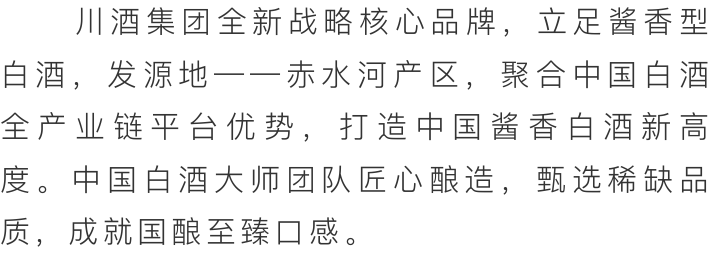 川酒集团全新战略核心品牌，立足酱香型
白酒，发源地——赤水河产区，聚合中国白酒
全产业链平台优势，打造中国酱香白酒新高
度。中国白酒大师团队匠心酿造，甄选稀缺品
质，成就国酿至臻口感。